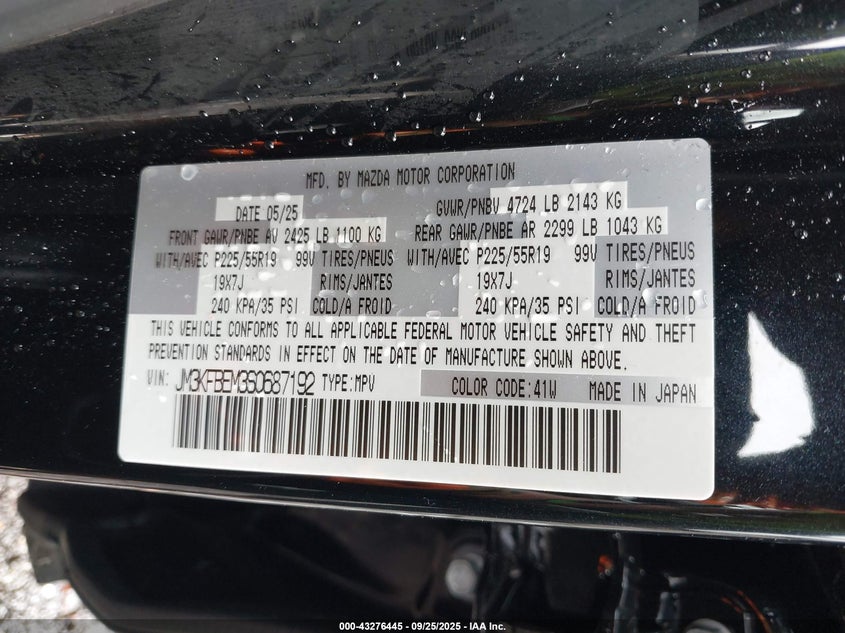 MFD. BY MAZDA MOTOR CORPORATION
DATE 05/25 GVWR/PNBV 4724 LB 2143 KG
FRONT GAWR/PNBE AV 2425 LB 1100 KG REAR GAWR/PNBE AR 2299 LB 1043 KG
WITH/AVEC P225/55R19 99V TIRES/PNEUS WITH/AVEC P225/55R19 99V TIRES/PNEUS
19X7J RIMS/JANTES 19X7J RIMS/JANTES
240 KPA/35 PSI COLD/A FROID 240 KPA/35 PSI COLD/A FROID
THIS VEHICLE CONFORMS TO ALL APPLICABLE FEDERAL MOTOR VEHICLE SAFETY AND THEFT
PREVENTION STANDARDS IN EFFECT ON THE DATE OF MANUFACTURE SHOWN ABOVE.
VIN: JM3KFBEM3S0687192 TYPE:MPV COLOR CODE:41W MADE IN JAPAN
000-43276445 - 09/25/2025 - IAA Inc.